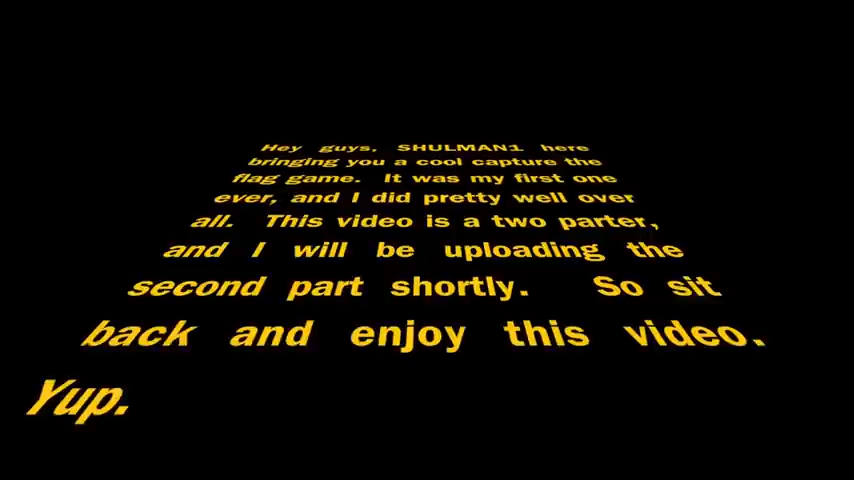 Hey guys, SHULMAN1 here
bringing you a cool capture the
flag game. It was my first one
ever, and I did pretty well over
all. This video is a two parter,
and I will be uploading the
second part shortly. So sit
back and enjoy this video.
Yup.